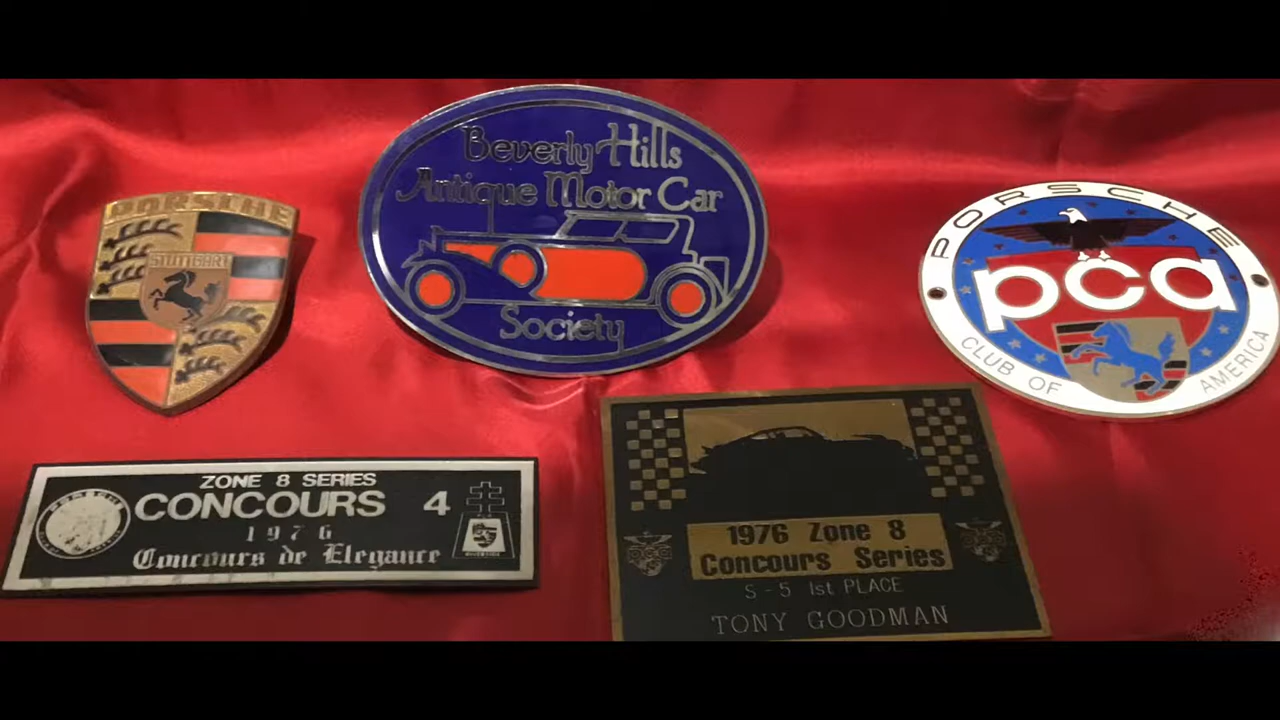 PORSCHE
STUTTGART
Beverly Hills
Antique Motor Car
Society
PORSCHE
pca
CLUB OF AMERICA
ZONE 8 SERIES
CONCOURS 4
1976
Concours de Elegance
1976 Zone 8
Concours Series
S-5 1st PLACE
TONY GOODMAN